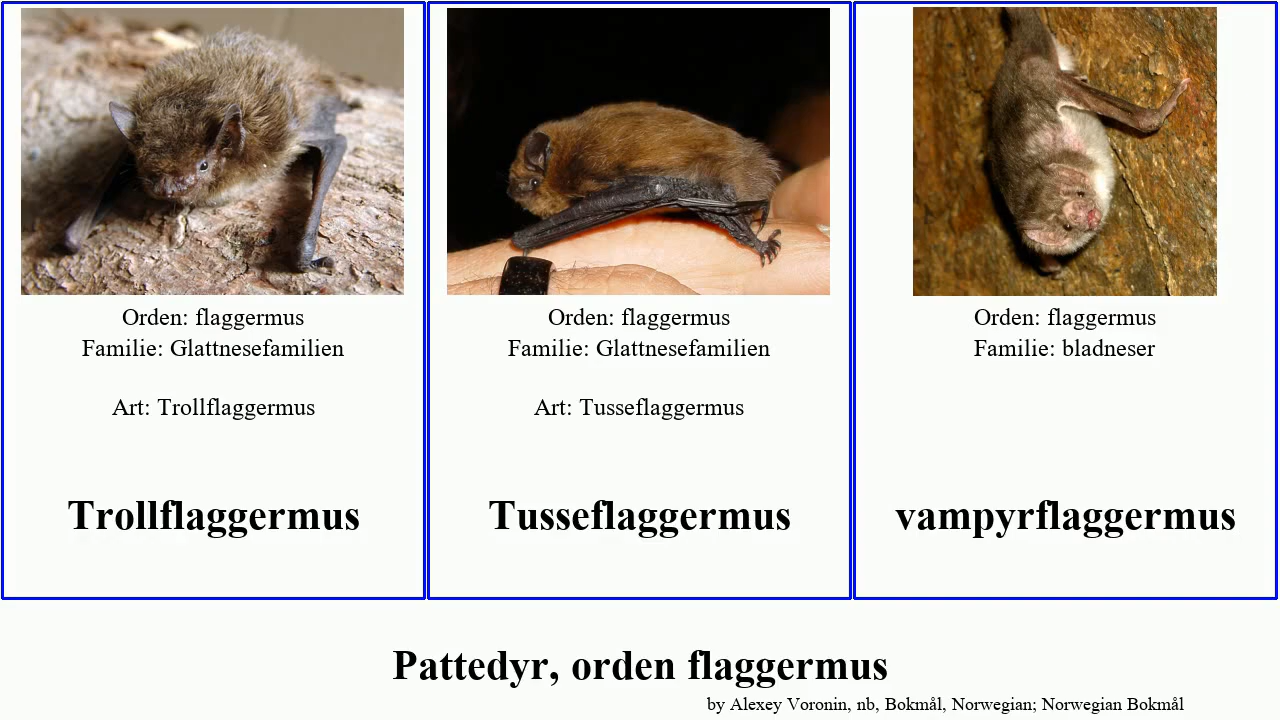 Orden: flaggermus
Familie: Glattnesefamilien
Art: Trollflaggermus
Trollflaggermus
Orden: flaggermus
Familie: Glattnesefamilien
Art: Tusseflaggermus
Tusseflaggermus
Orden: flaggermus
Familie: bladneser
vampyrflaggermus
Pattedyr, orden flaggermus
by Alexey Voronin, nb, Bokmål, Norwegian; Norwegian Bokmål